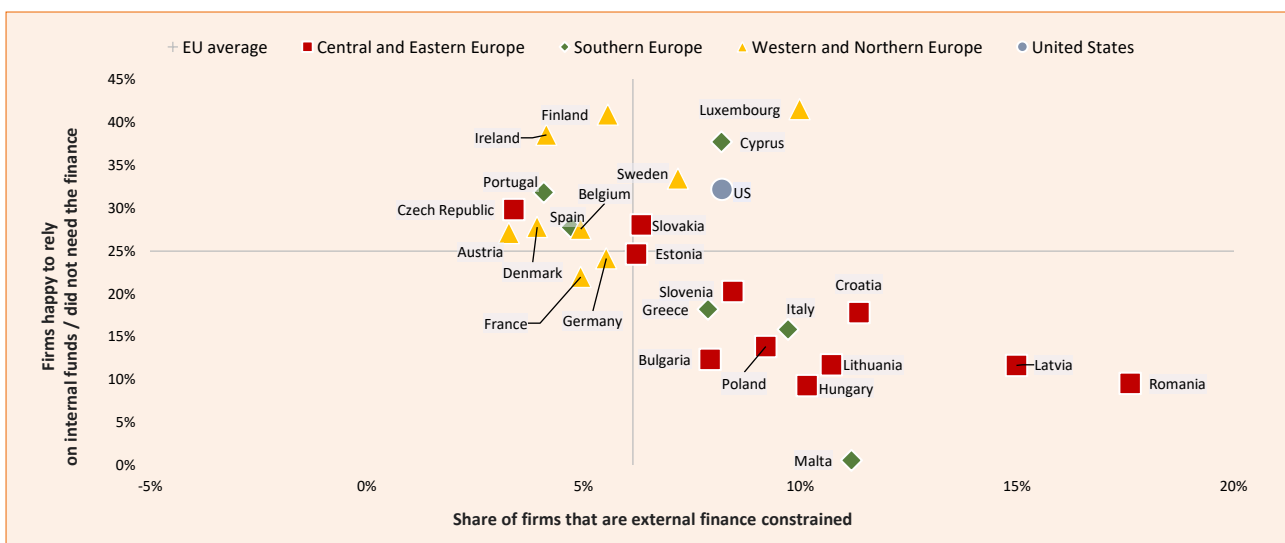 EU average Central and Eastern Europe Southern Europe Western and Northern Europe United States
45%
40%
35%
30%
25%
20%
15%
10%
5%
0%
Firms happy to rely
on internal funds / did not need the finance
Finland
Luxembourg
Ireland
Cyprus
Sweden
US
Portugal
Belgium
Czech Republic
Spain
Slovakia
Austria
Estonia
Denmark
Slovenia
Croatia
Greece
Italy
France
Germany
Bulgaria
Poland
Lithuania
Latvia
Hungary
Romania
Malta
-5% 0% 5% 10% 15% 20%
Share of firms that are external finance constrained